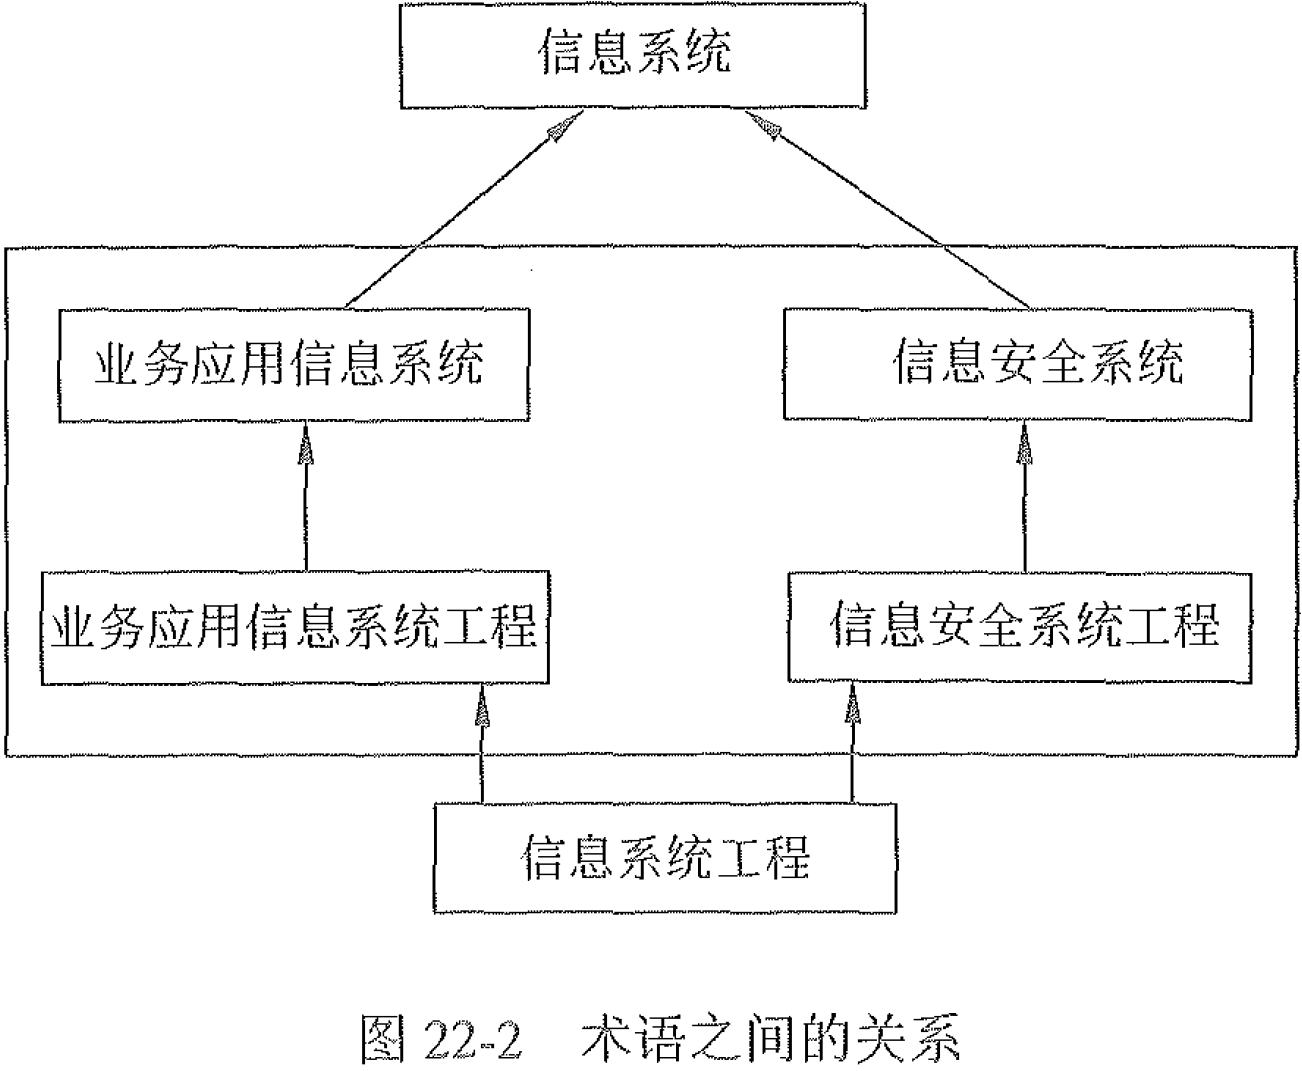 信息系统
业务应用信息系统
信息安全系统
业务应用信息系统工程
信息安全系统工程
信息系统工程
图 22-2 术语之间的关系